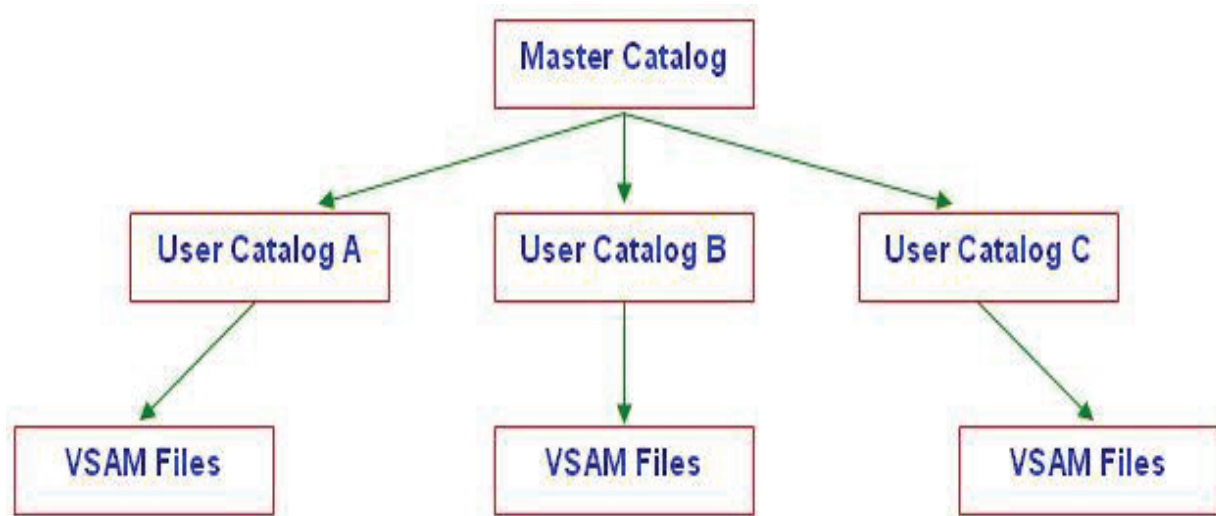 Master Catalog
User Catalog A
User Catalog B
User Catalog C
VSAM Files
VSAM Files
VSAM Files